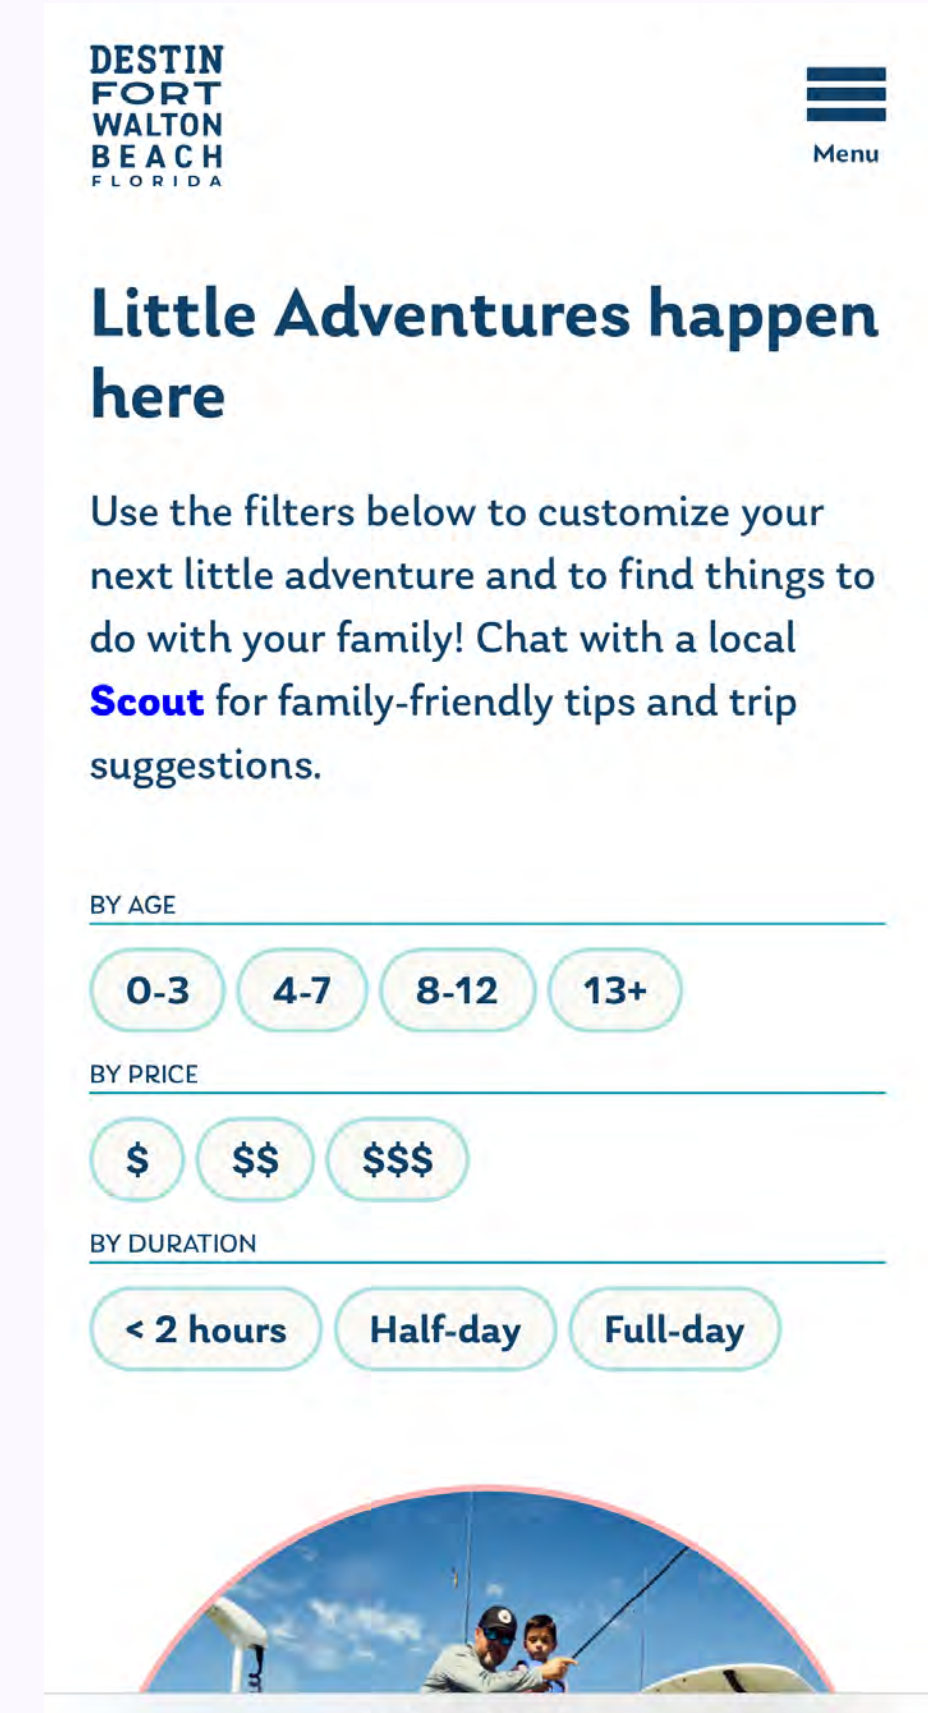 DESTIN
FORT
WALTON
BEACH
FLORIDA
Menu
Little Adventures happen
here
Use the filters below to customize your
next little adventure and to find things to
do with your family! Chat with a local
Scout for family-friendly tips and trip
suggestions.
BY AGE
0-3 4-7 8-12 13+
BY PRICE
$ $$ $$$
BY DURATION
< 2 hours Half-day Full-day